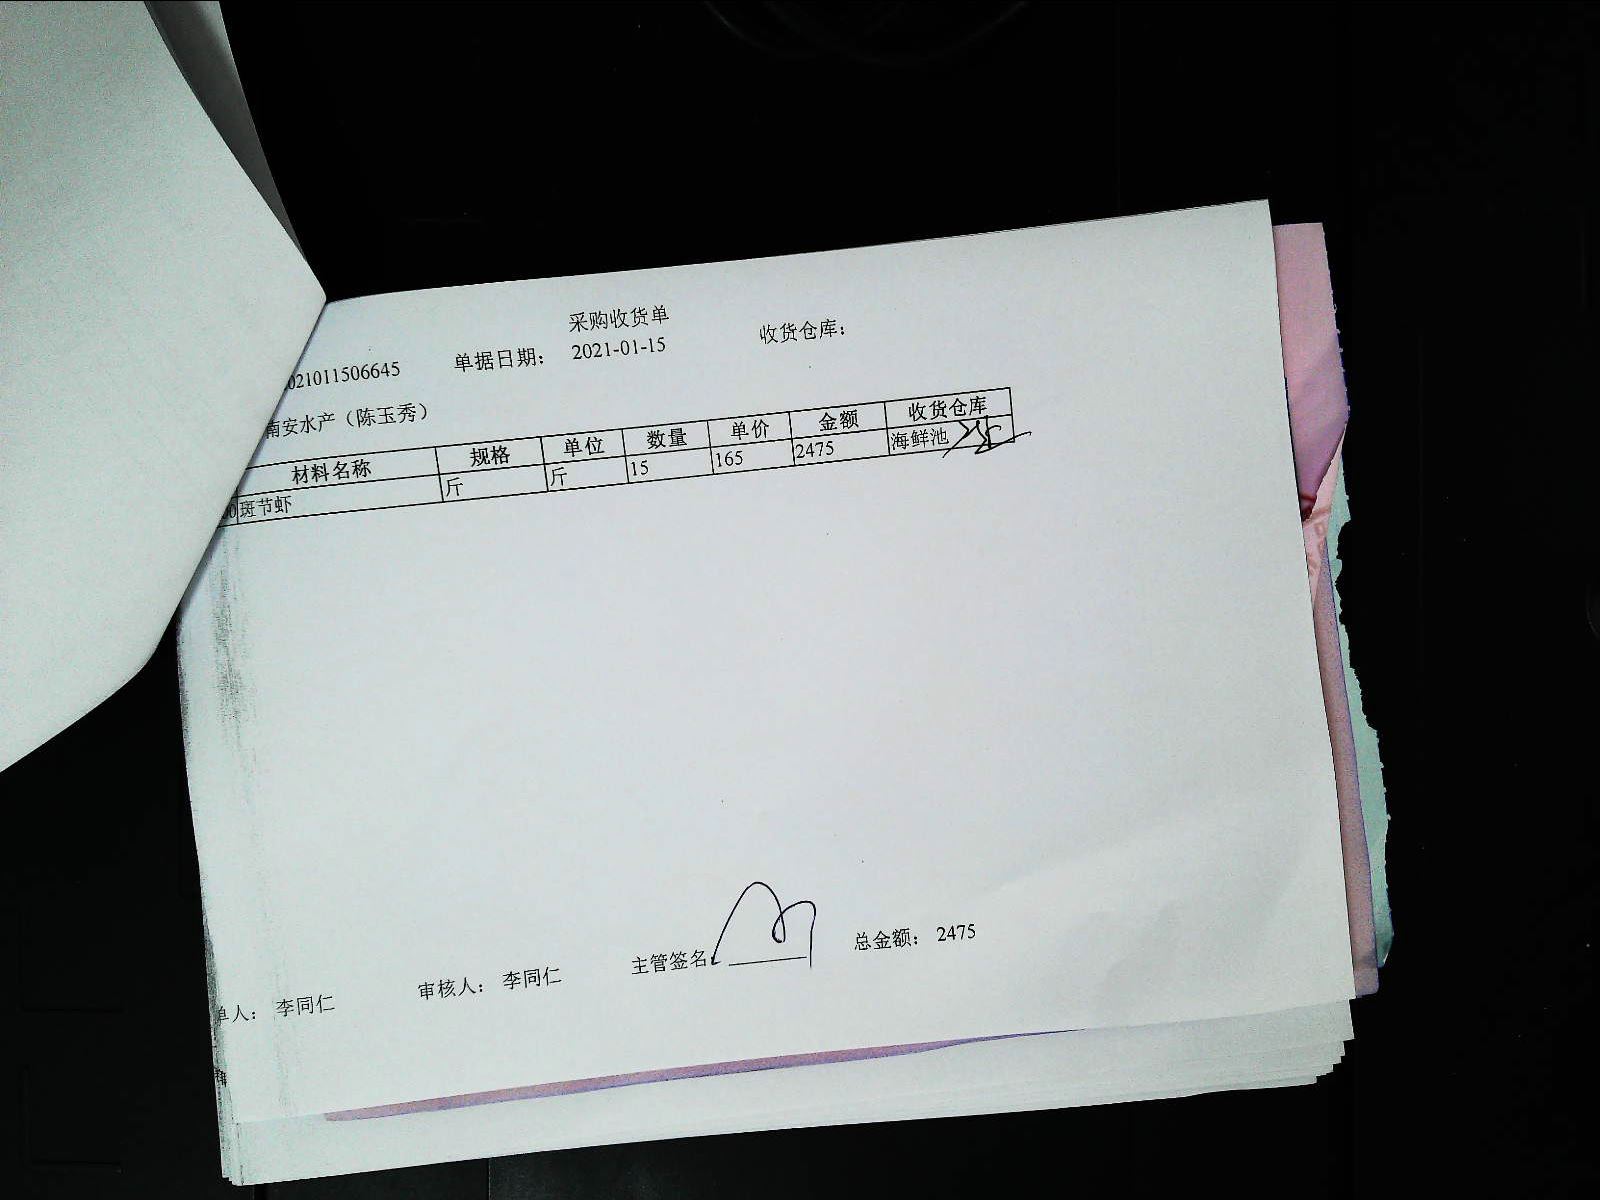 采购收货单
021011506645 单据日期： 2021-01-15 收货仓库：
南安水产（陈玉秀）
材料名称 规格 单位 数量 单价 金额 收货仓库
斑节虾 斤 斤 15 165 2475 海鲜池
单人： 李同仁 审核人： 李同仁 主管签名 总金额： 2475